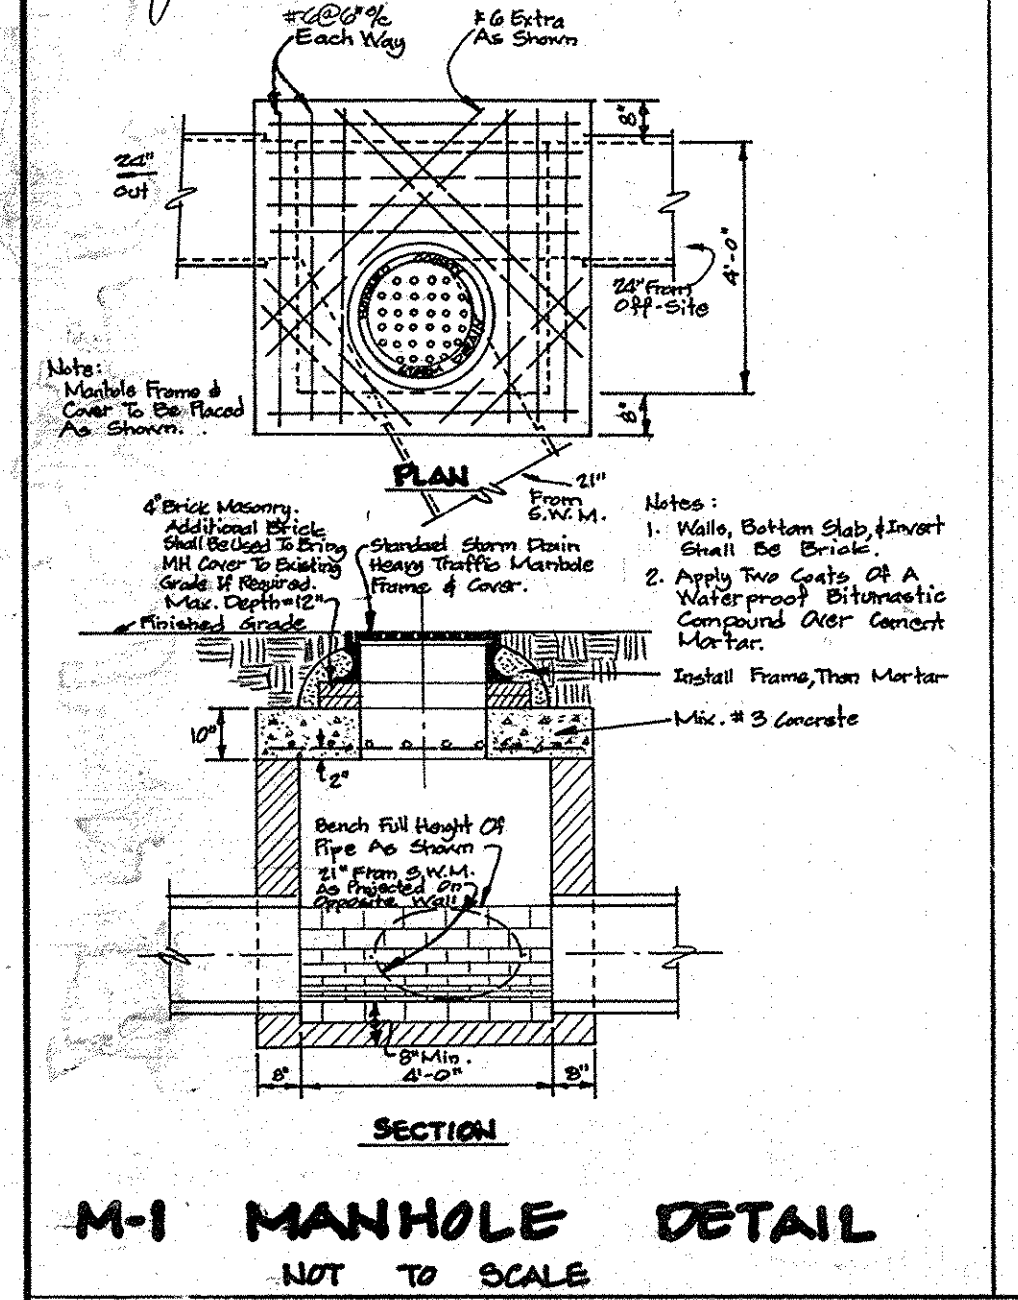 #6@6" o/c
Each Way
#6 Extra
As Shown
8"
24"
out
4'-0"
24" From
Off-Site
Note:
Manhole Frame &
Cover To Be Placed
As Shown.
STORM DRAIN
8"
PLAN
21"
From
S.W.M.
4" Brick Masonry.
Additional Brick
Shall Be Used To Bring
MH Cover To Existing
Grade If Required.
Max. Depth=12"
Finished Grade
Standard Storm Drain
Heavy Traffic Manhole
Frame & Cover.
Notes:
1. Walls, Bottom Slab, & Invert
Shall Be Brick.
2. Apply Two Coats Of A
Waterproof Bitumastic
Compound Over Cement
Mortar.
Install Frame, Then Mortar
Mix. #3 Concrete
10"
2"
Bench Full Height Of
Pipe As Shown
21" From S.W.M.
As Projected On
Opposite Wall
8" Min.
8"
4'-0"
8"
SECTION
M-1 MANHOLE DETAIL
NOT TO SCALE